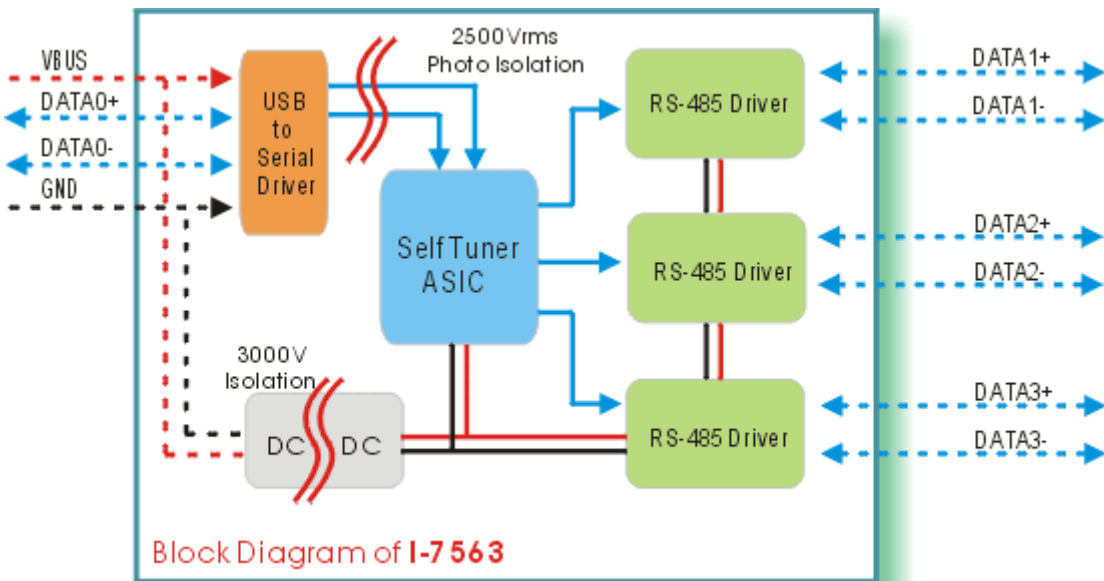 VBUS
DATA0+
DATA0-
GND
USB
to
Serial
Driver
2500Vrms
Photo Isolation
Self Tuner
ASIC
3000V
Isolation
DC DC
RS-485 Driver
RS-485 Driver
RS-485 Driver
DATA1+
DATA1-
DATA2+
DATA2-
DATA3+
DATA3-
Block Diagram of I-7563